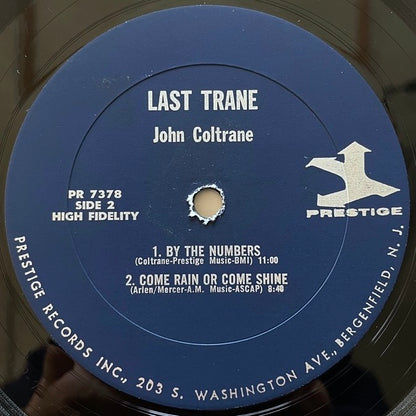 LAST TRANE
John Coltrane
PR 7378
SIDE 2
HIGH FIDELITY
PRESTIGE
1. BY THE NUMBERS
(Coltrane-Prestige Music-BMI) 11:00
2. COME RAIN OR COME SHINE
(Arlen/Mercer-A.M. Music-ASCAP) 8:40
PRESTIGE RECORDS INC., 203 S. WASHINGTON AVE., BERGENFIELD, N. J.